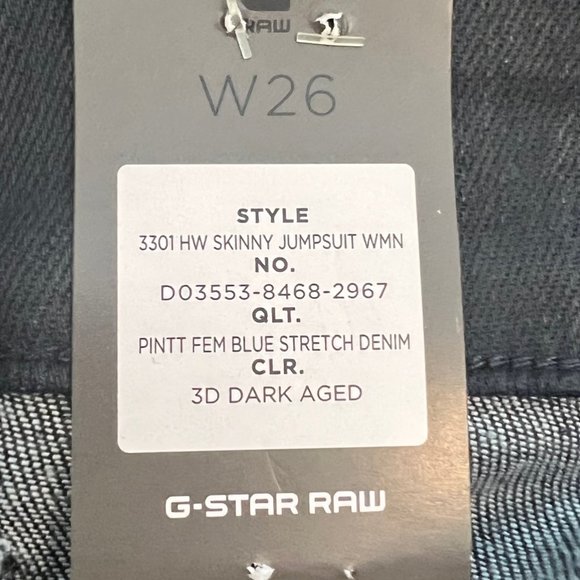 RAW
W26
STYLE
3301 HW SKINNY JUMPSUIT WMN
NO.
D03553-8468-2967
QLT.
PINTT FEM BLUE STRETCH DENIM
CLR.
3D DARK AGED
G-STAR RAW